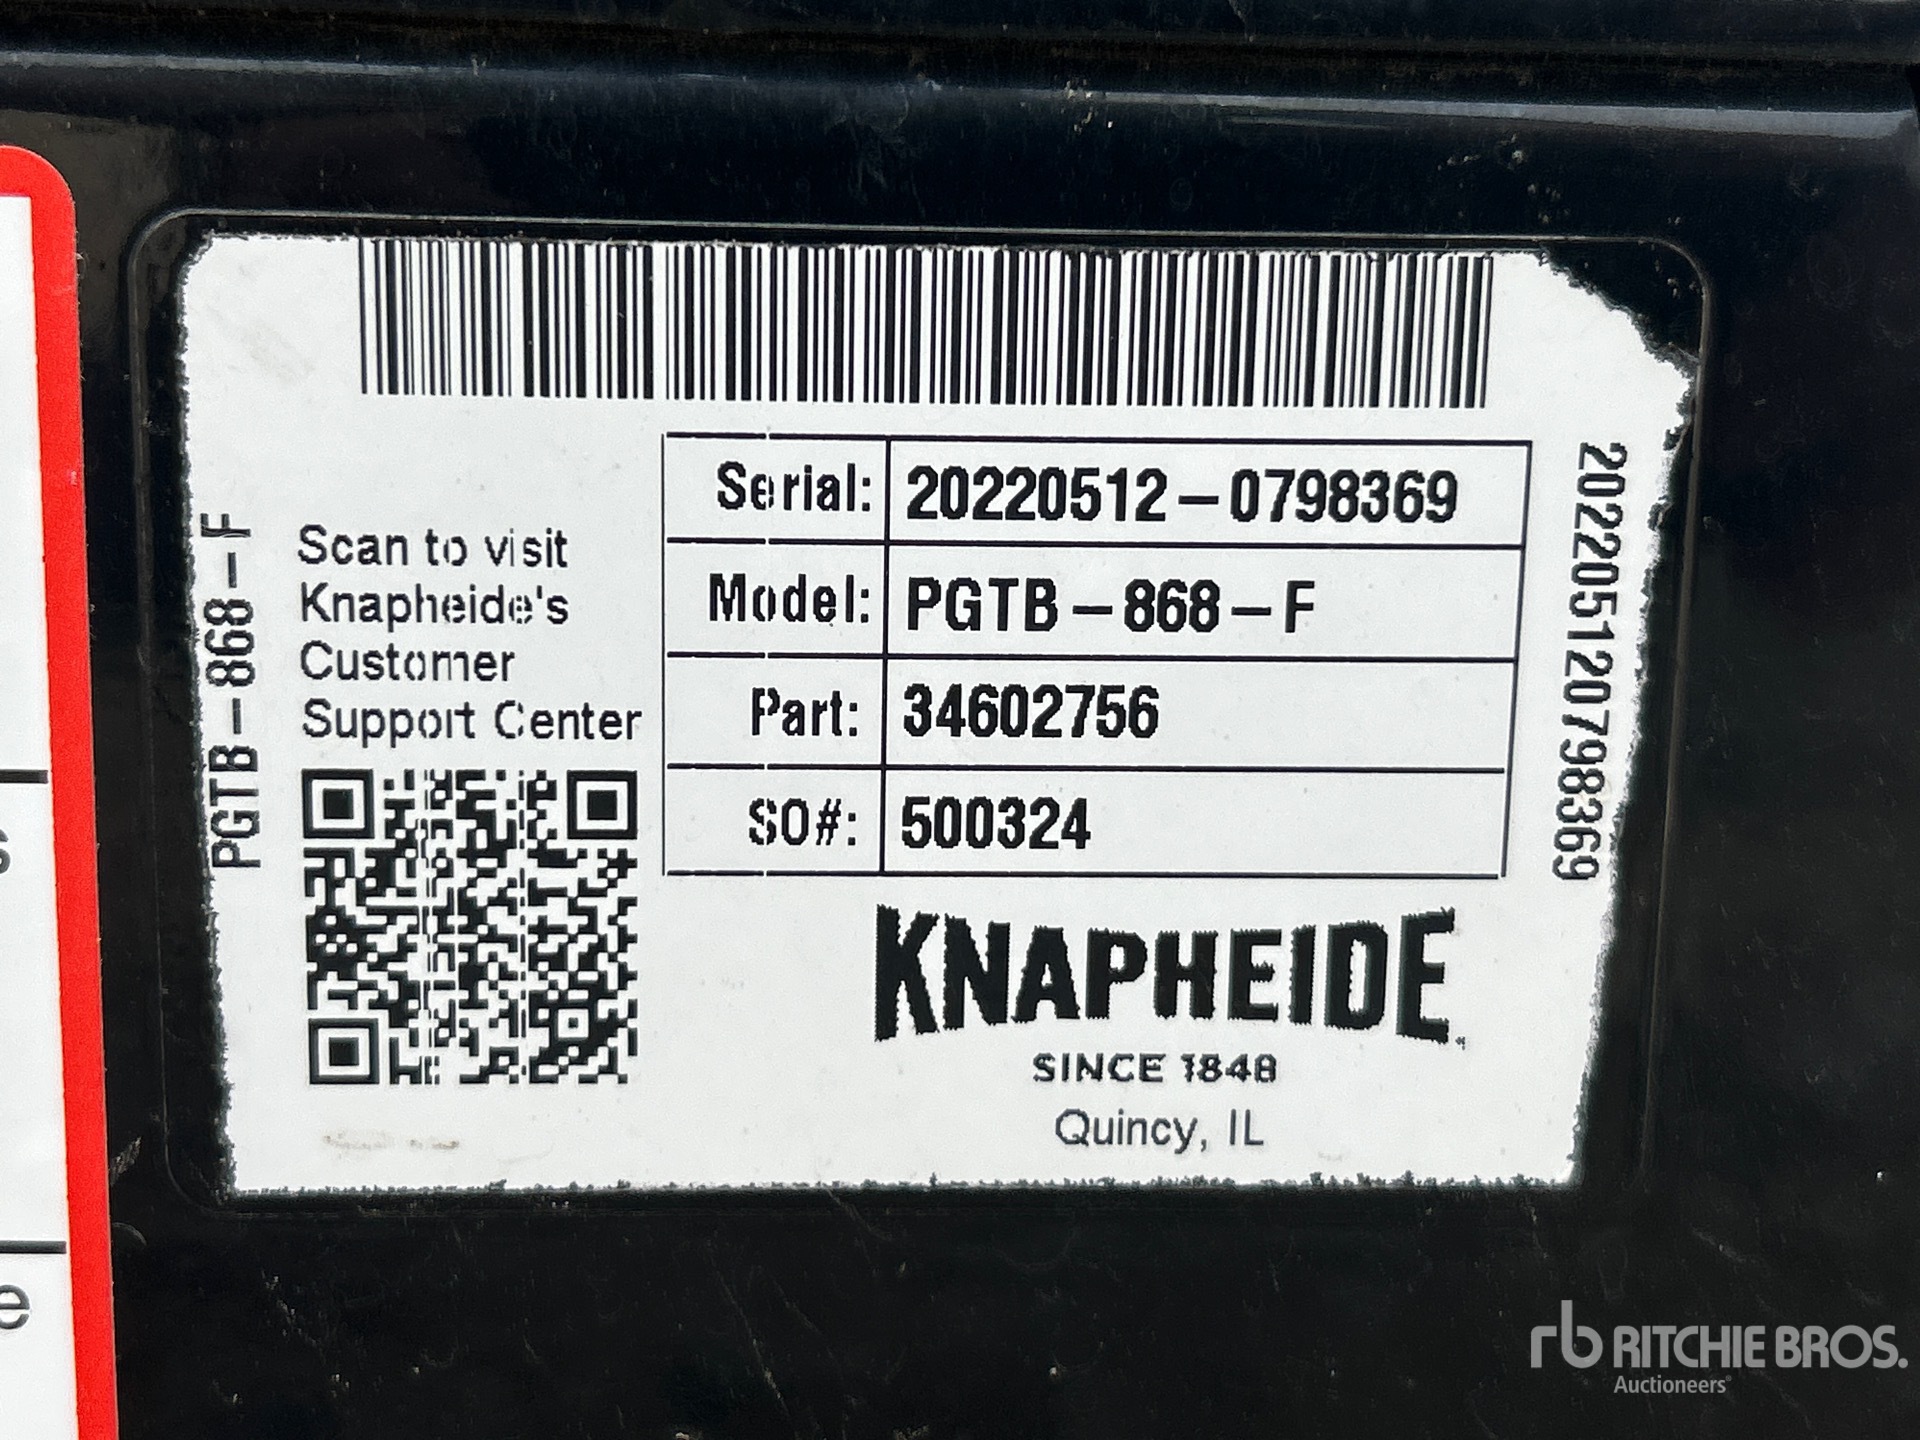 Serial: 20220512-0798369
Model: PGTB-868-F
Part: 34602756
SO#: 500324
PGTB-868-F
Scan to visit
Knapheide's
Customer
Support Center
202205120798369
KNAPHEIDE
SINCE 1848
Quincy, IL
s
e
rb RITCHIE BROS.
Auctioneers